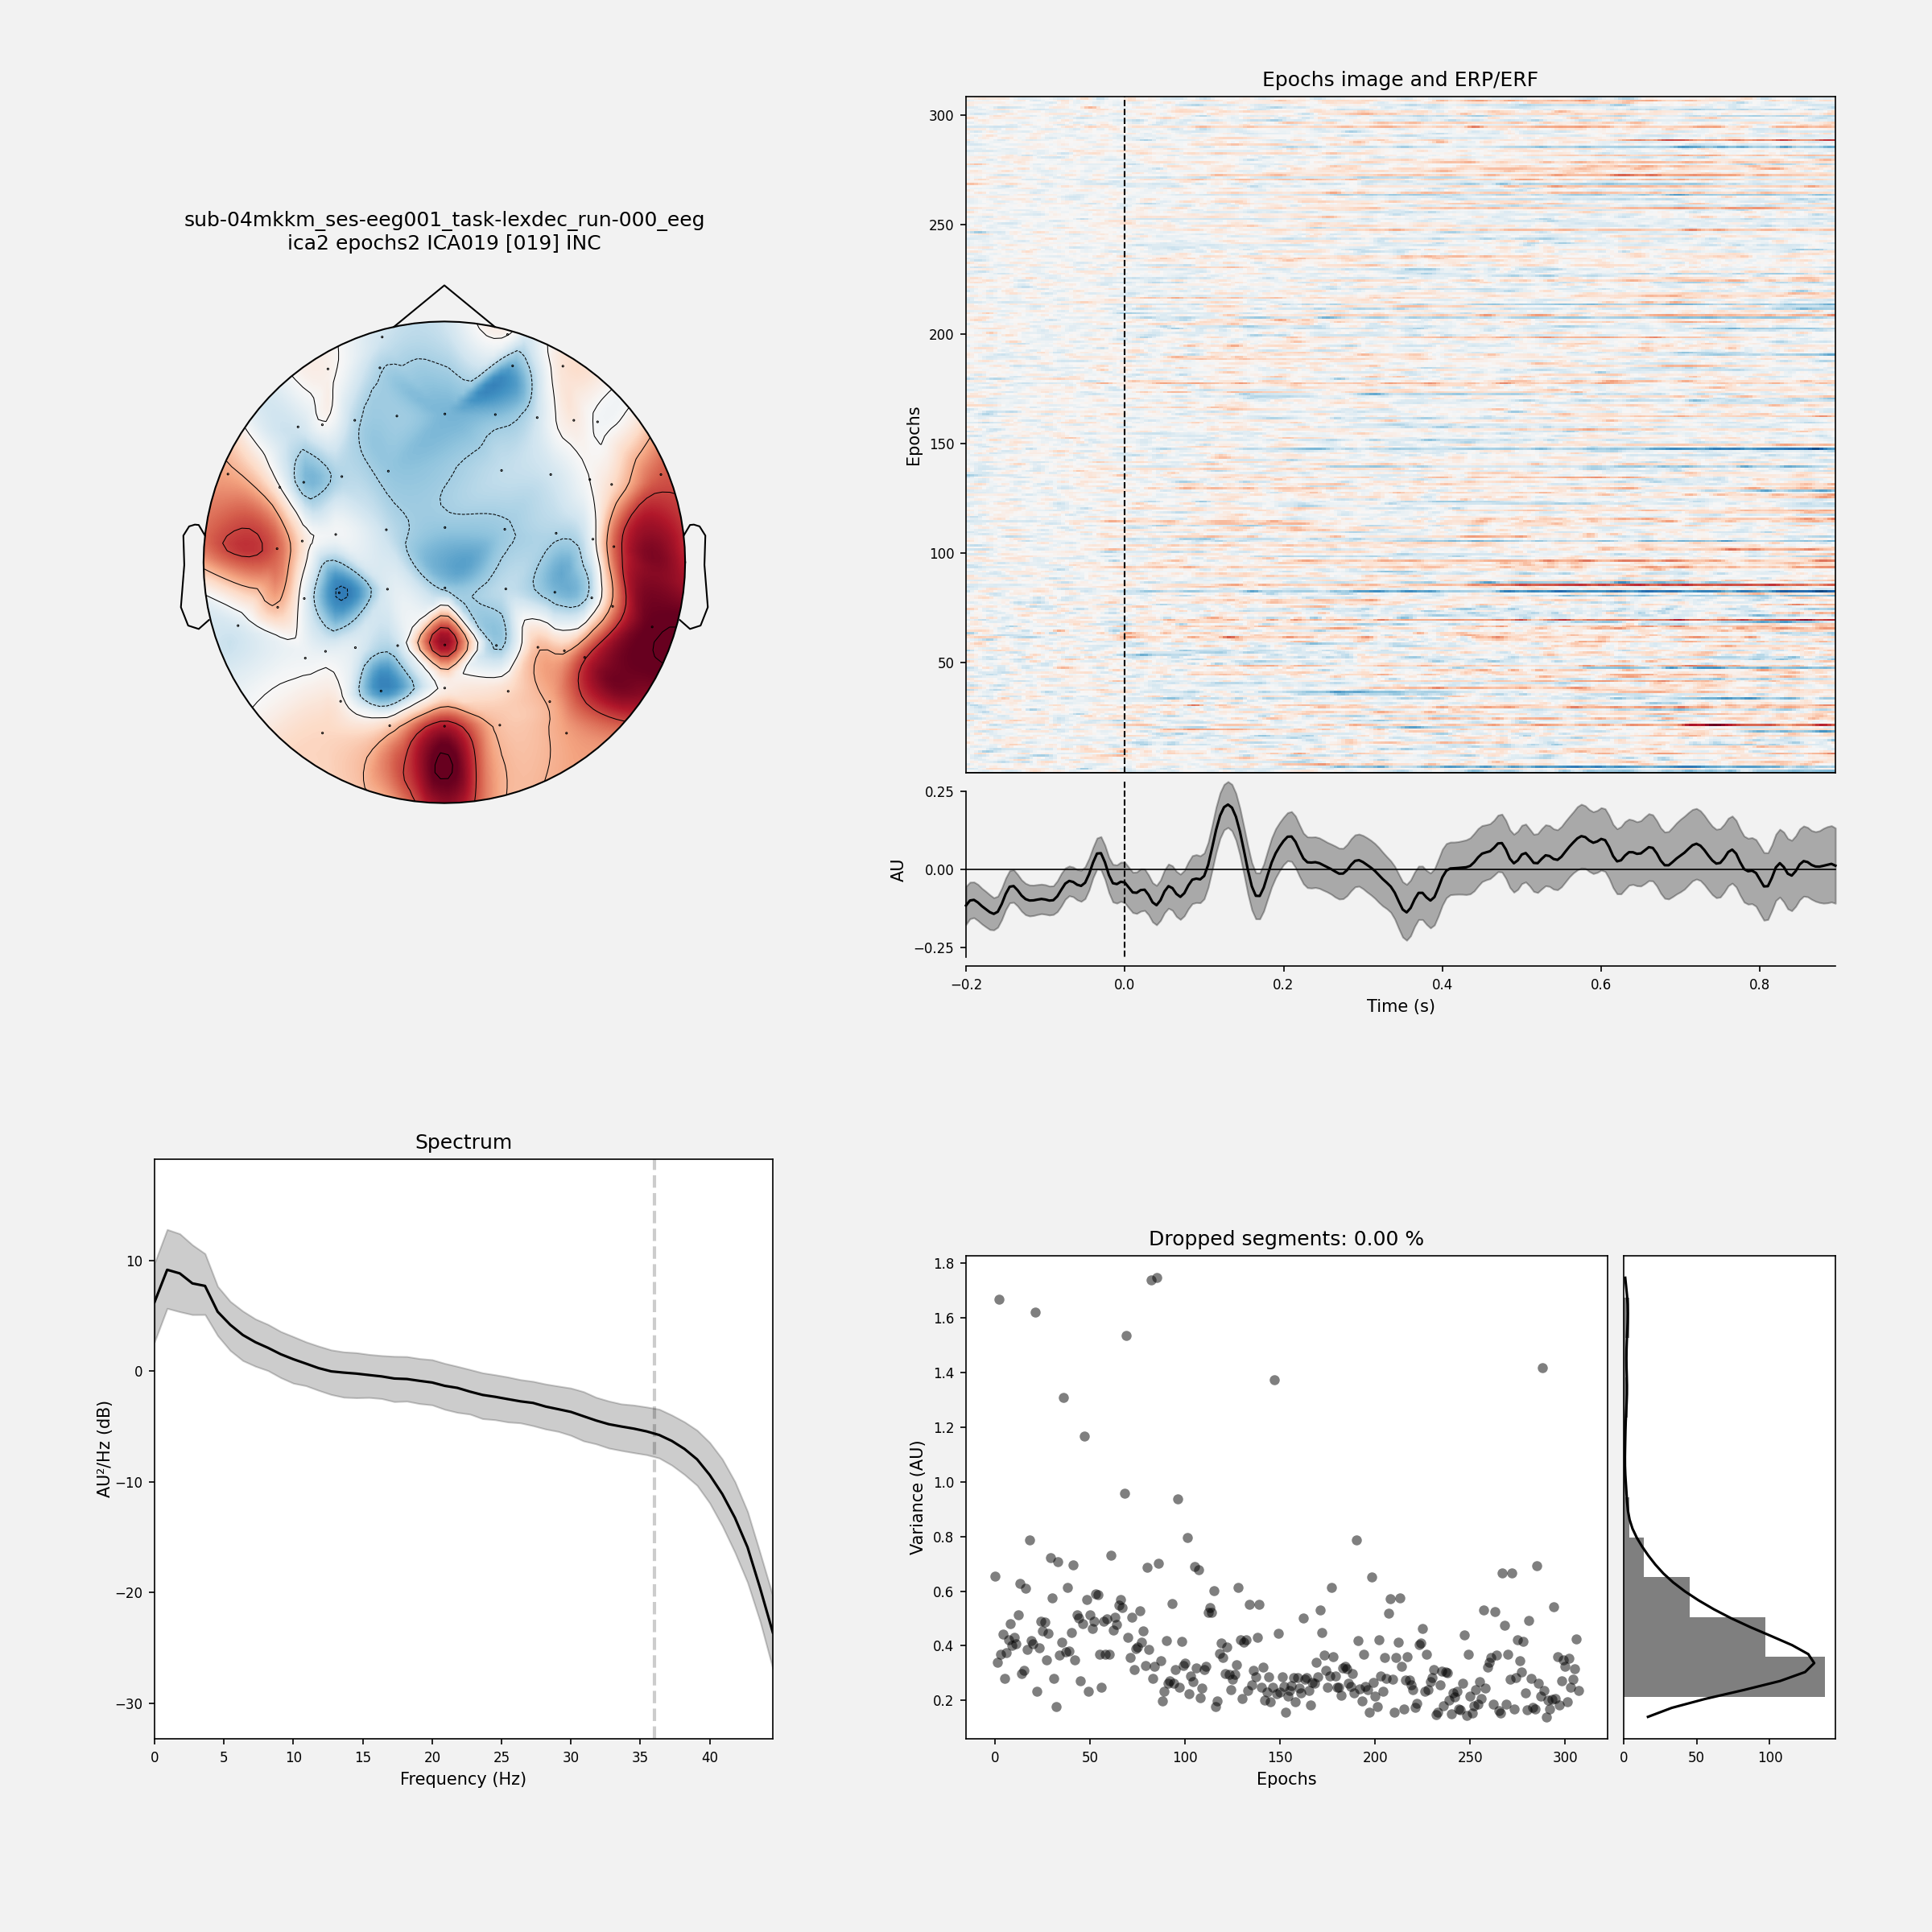 sub-04mkkm_ses-eeg001_task-lexdec_run-000_eeg
ica2 epochs2 ICA019 [019] INC
Epochs image and ERP/ERF
Epochs
300
250
200
150
100
50
AU
0.25
0.00
−0.25
−0.2 0.0 0.2 0.4 0.6 0.8
Time (s)
Spectrum
AU²/Hz (dB)
10
0
−10
−20
−30
0 5 10 15 20 25 30 35 40
Frequency (Hz)
Dropped segments: 0.00 %
Variance (AU)
1.8
1.6
1.4
1.2
1.0
0.8
0.6
0.4
0.2
0 50 100 150 200 250 300
Epochs
0 50 100